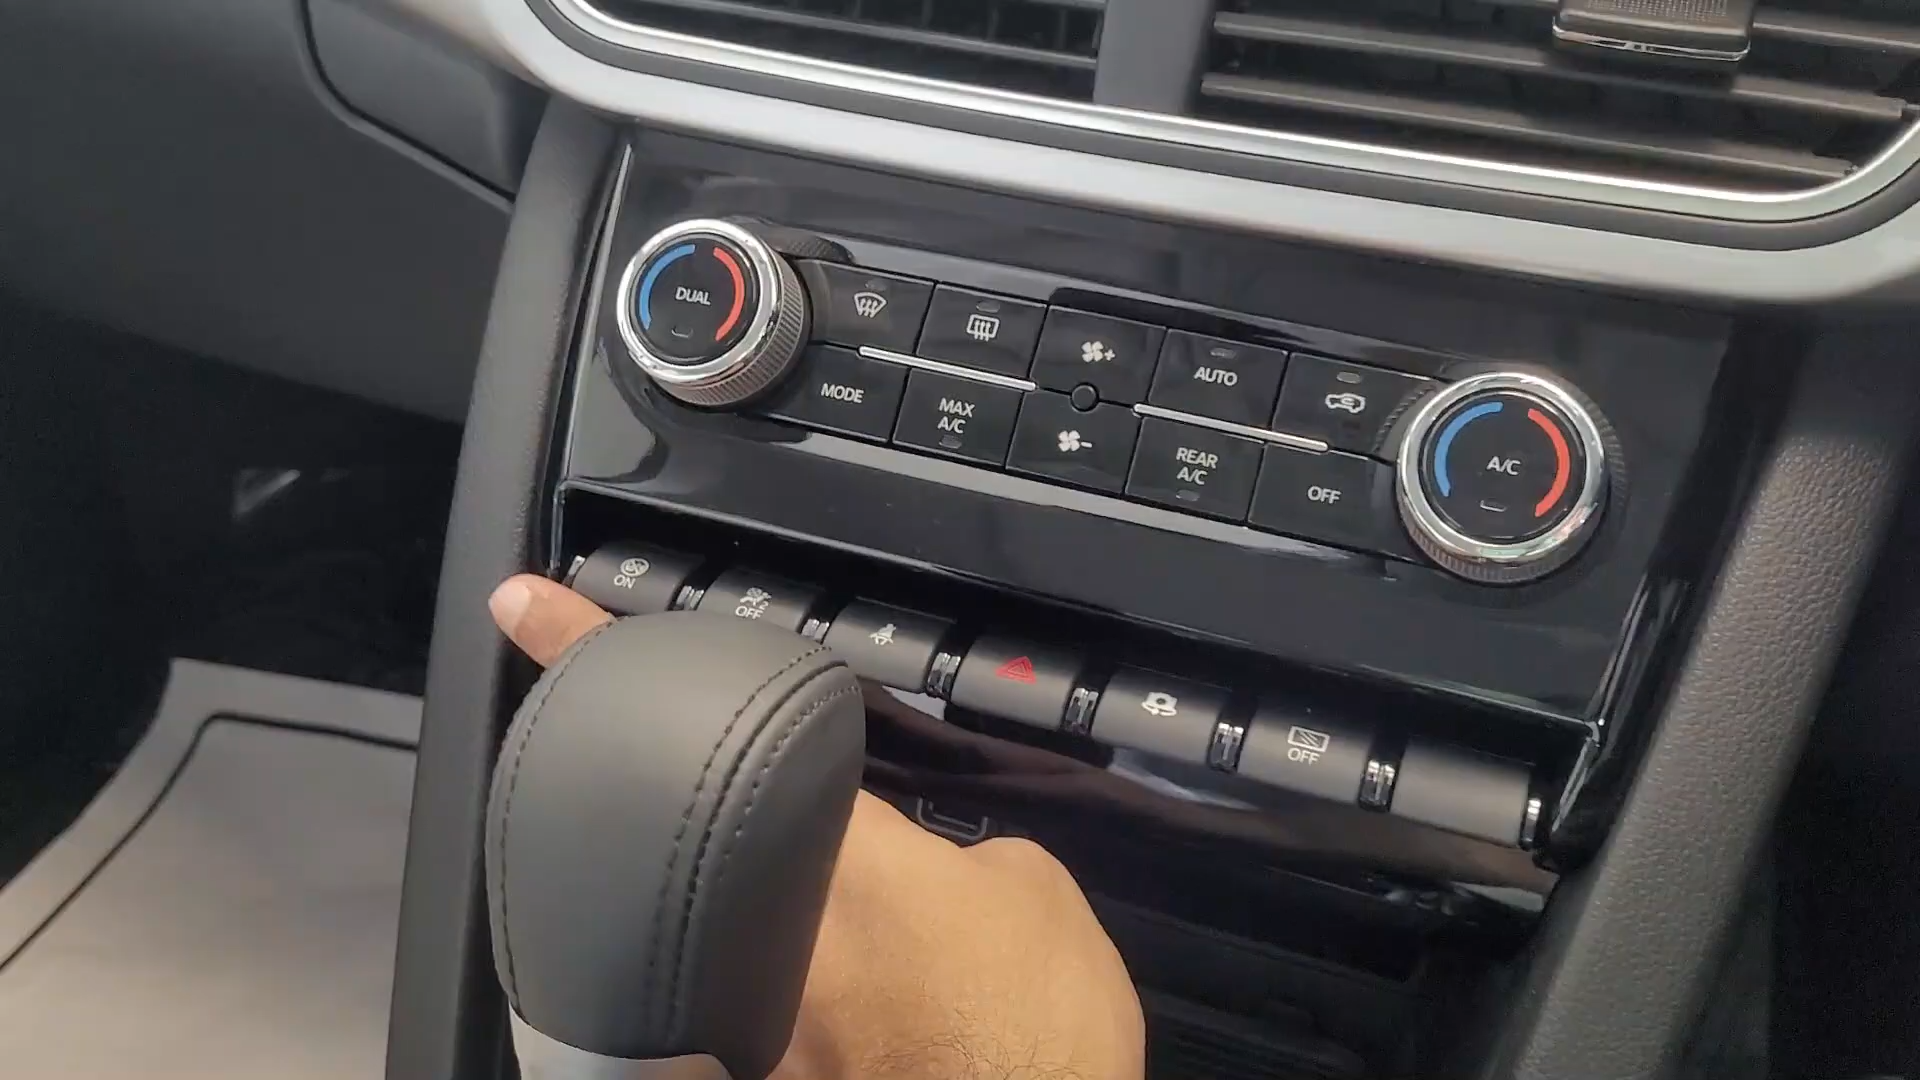 DUAL
AUTO
MODE
MAX
A/C
REAR
A/C
OFF
A/C
ON
OFF
OFF